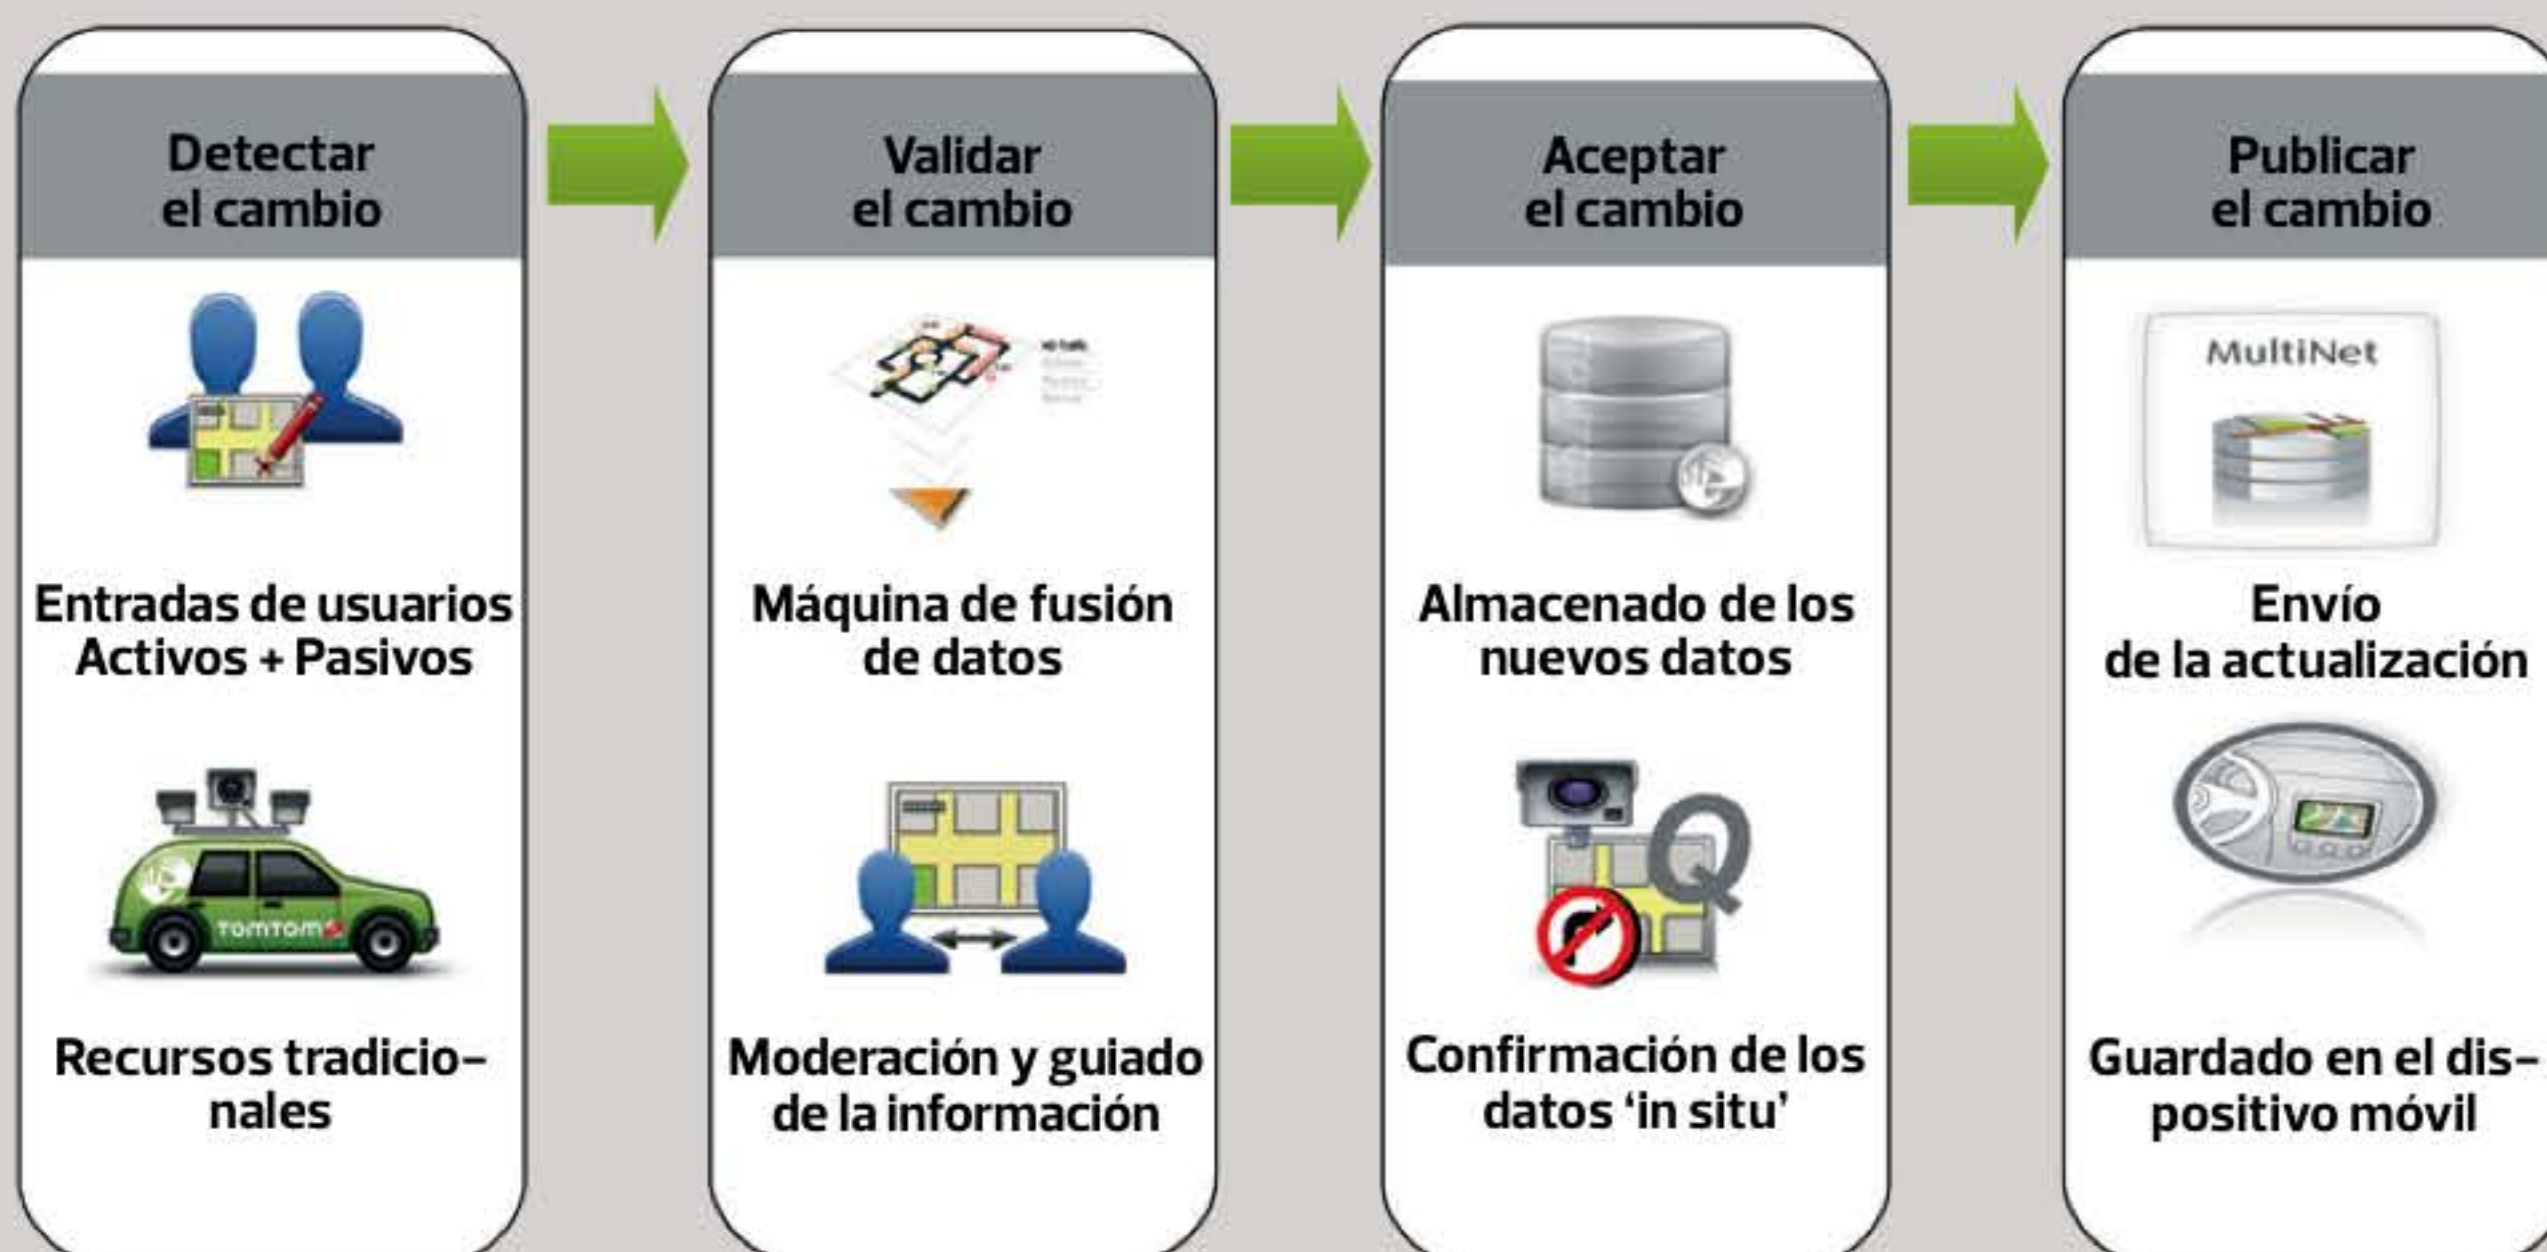 Detectar
el cambio
Entradas de usuarios
Activos + Pasivos
TOMTOM
Recursos tradicio-
nales
Validar
el cambio
Máquina de fusión
de datos
Moderación y guiado
de la información
Aceptar
el cambio
Almacenado de los
nuevos datos
Q
Confirmación de los
datos ‘in situ’
Publicar
el cambio
MultiNet
Envío
de la actualización
Guardado en el dis-
positivo móvil